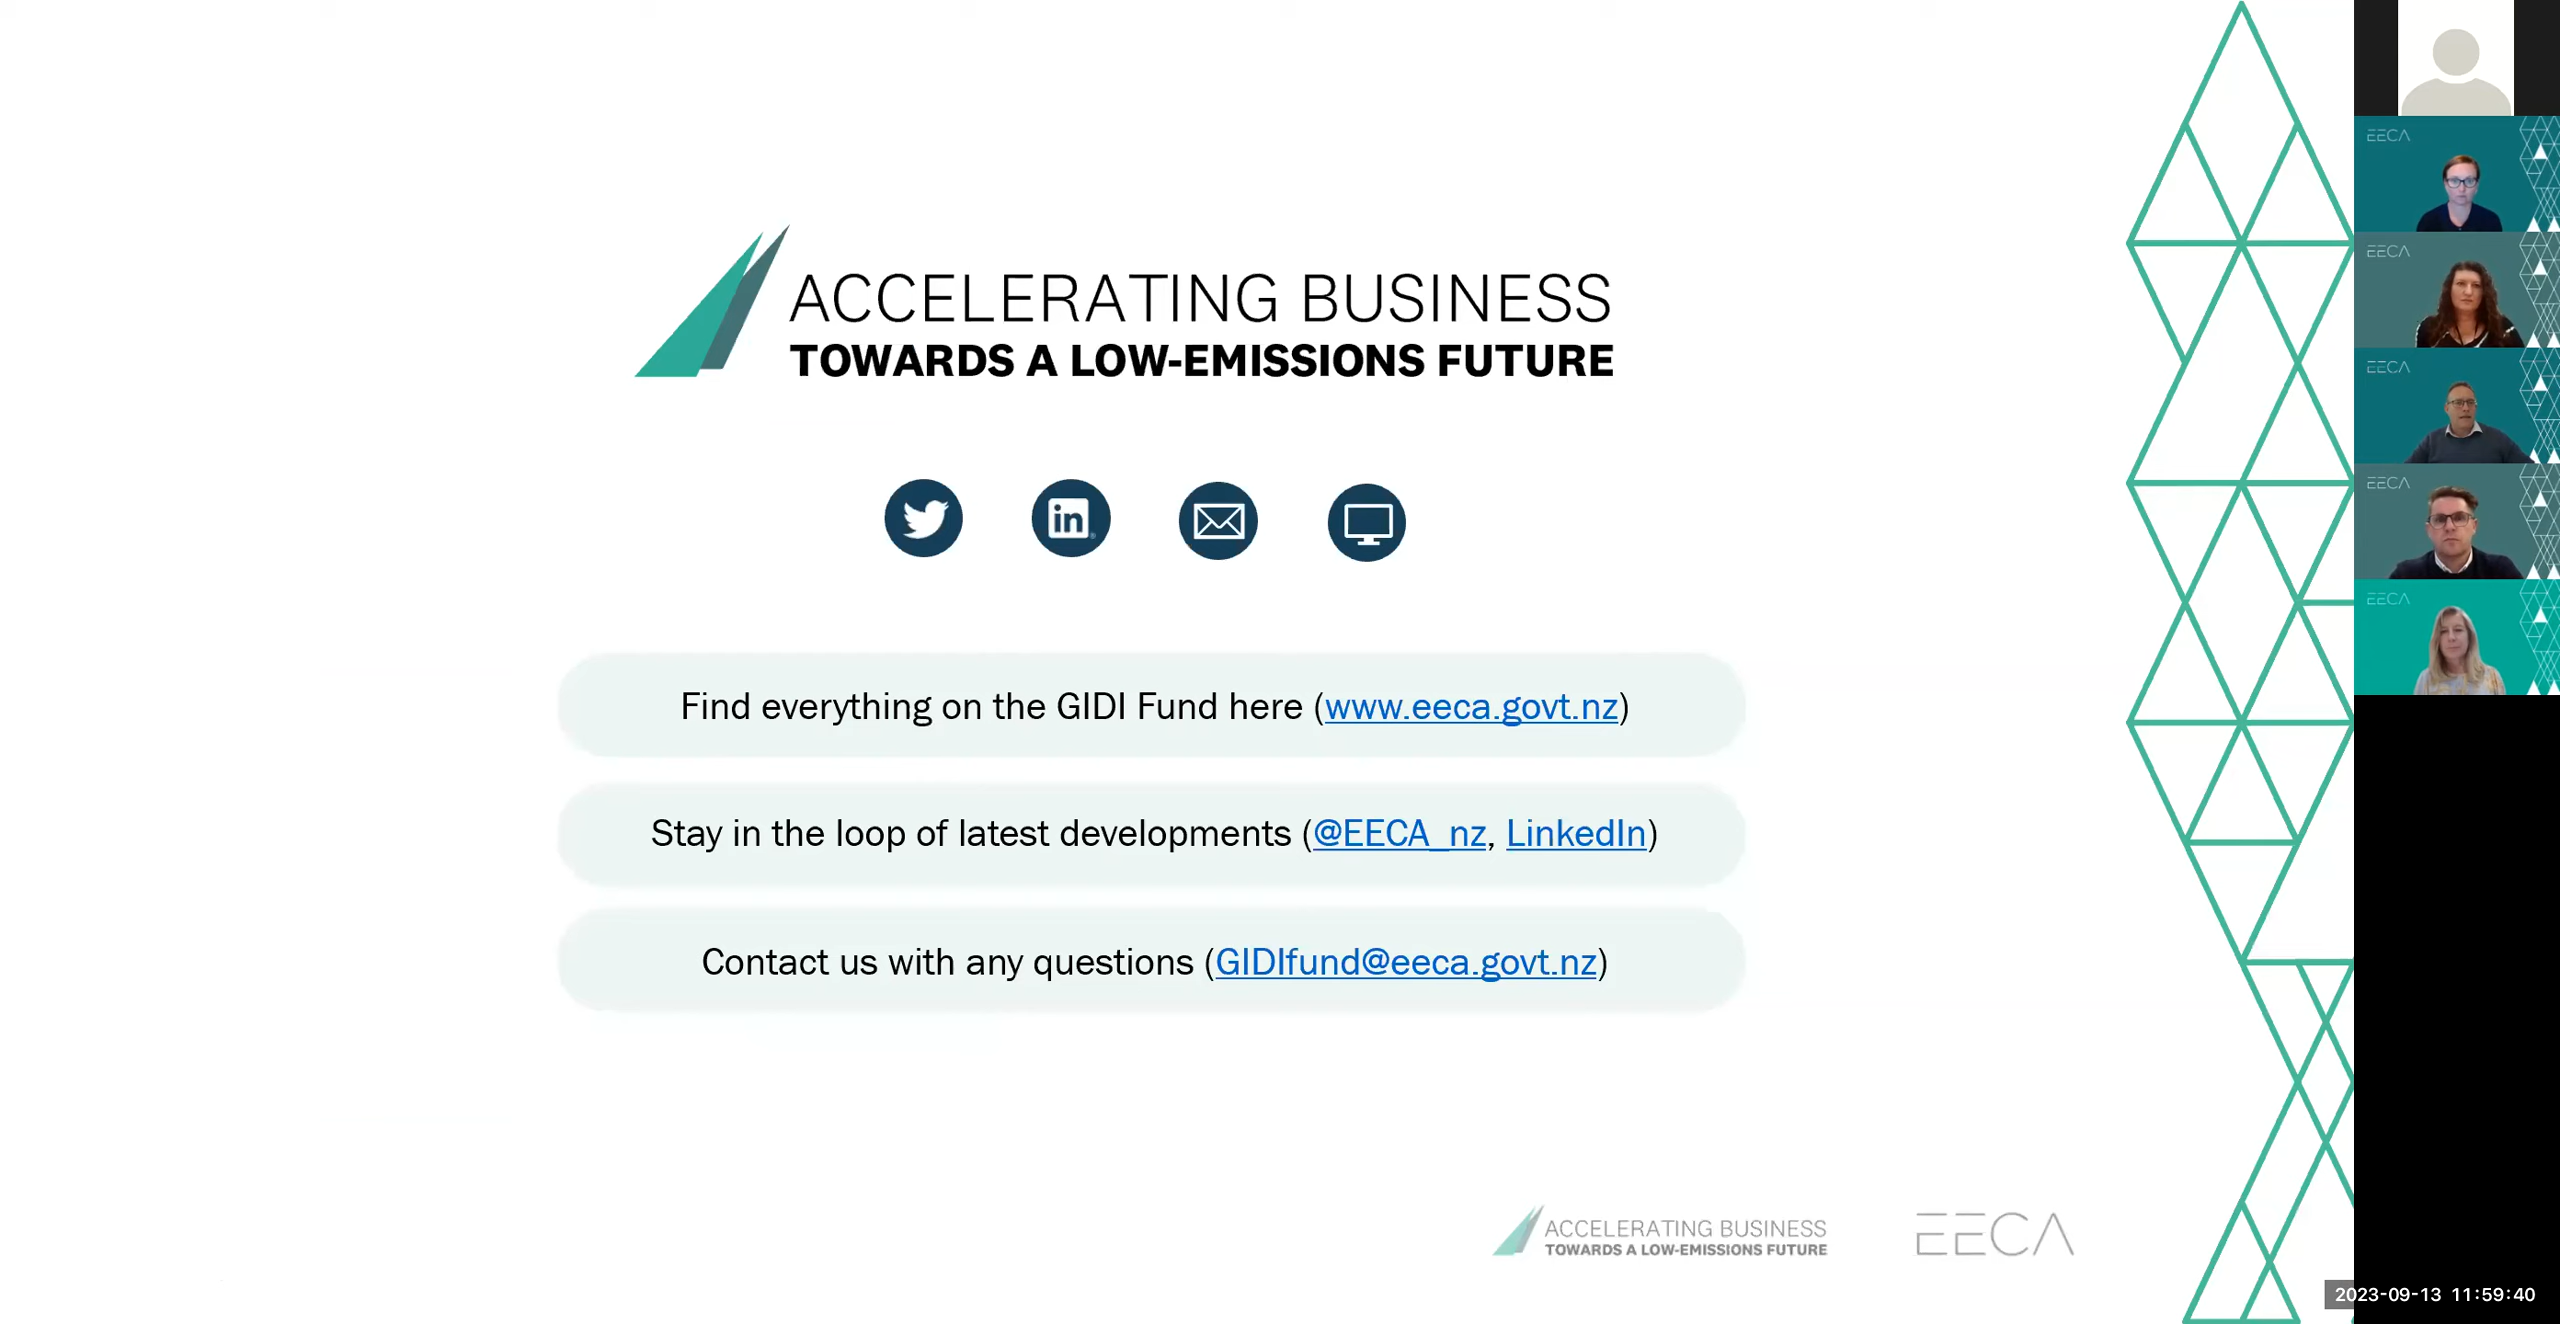 ACCELERATING BUSINESS
TOWARDS A LOW-EMISSIONS FUTURE
in
Find everything on the GIDI Fund here (www.eeca.govt.nz)
Stay in the loop of latest developments (@EECA_nz, LinkedIn)
Contact us with any questions (GIDIfund@eeca.govt.nz)
ACCELERATING BUSINESS
TOWARDS A LOW-EMISSIONS FUTURE
EECA
EECA
EECA
EECA
EECA
EECA
2023-09-13 11:59:40